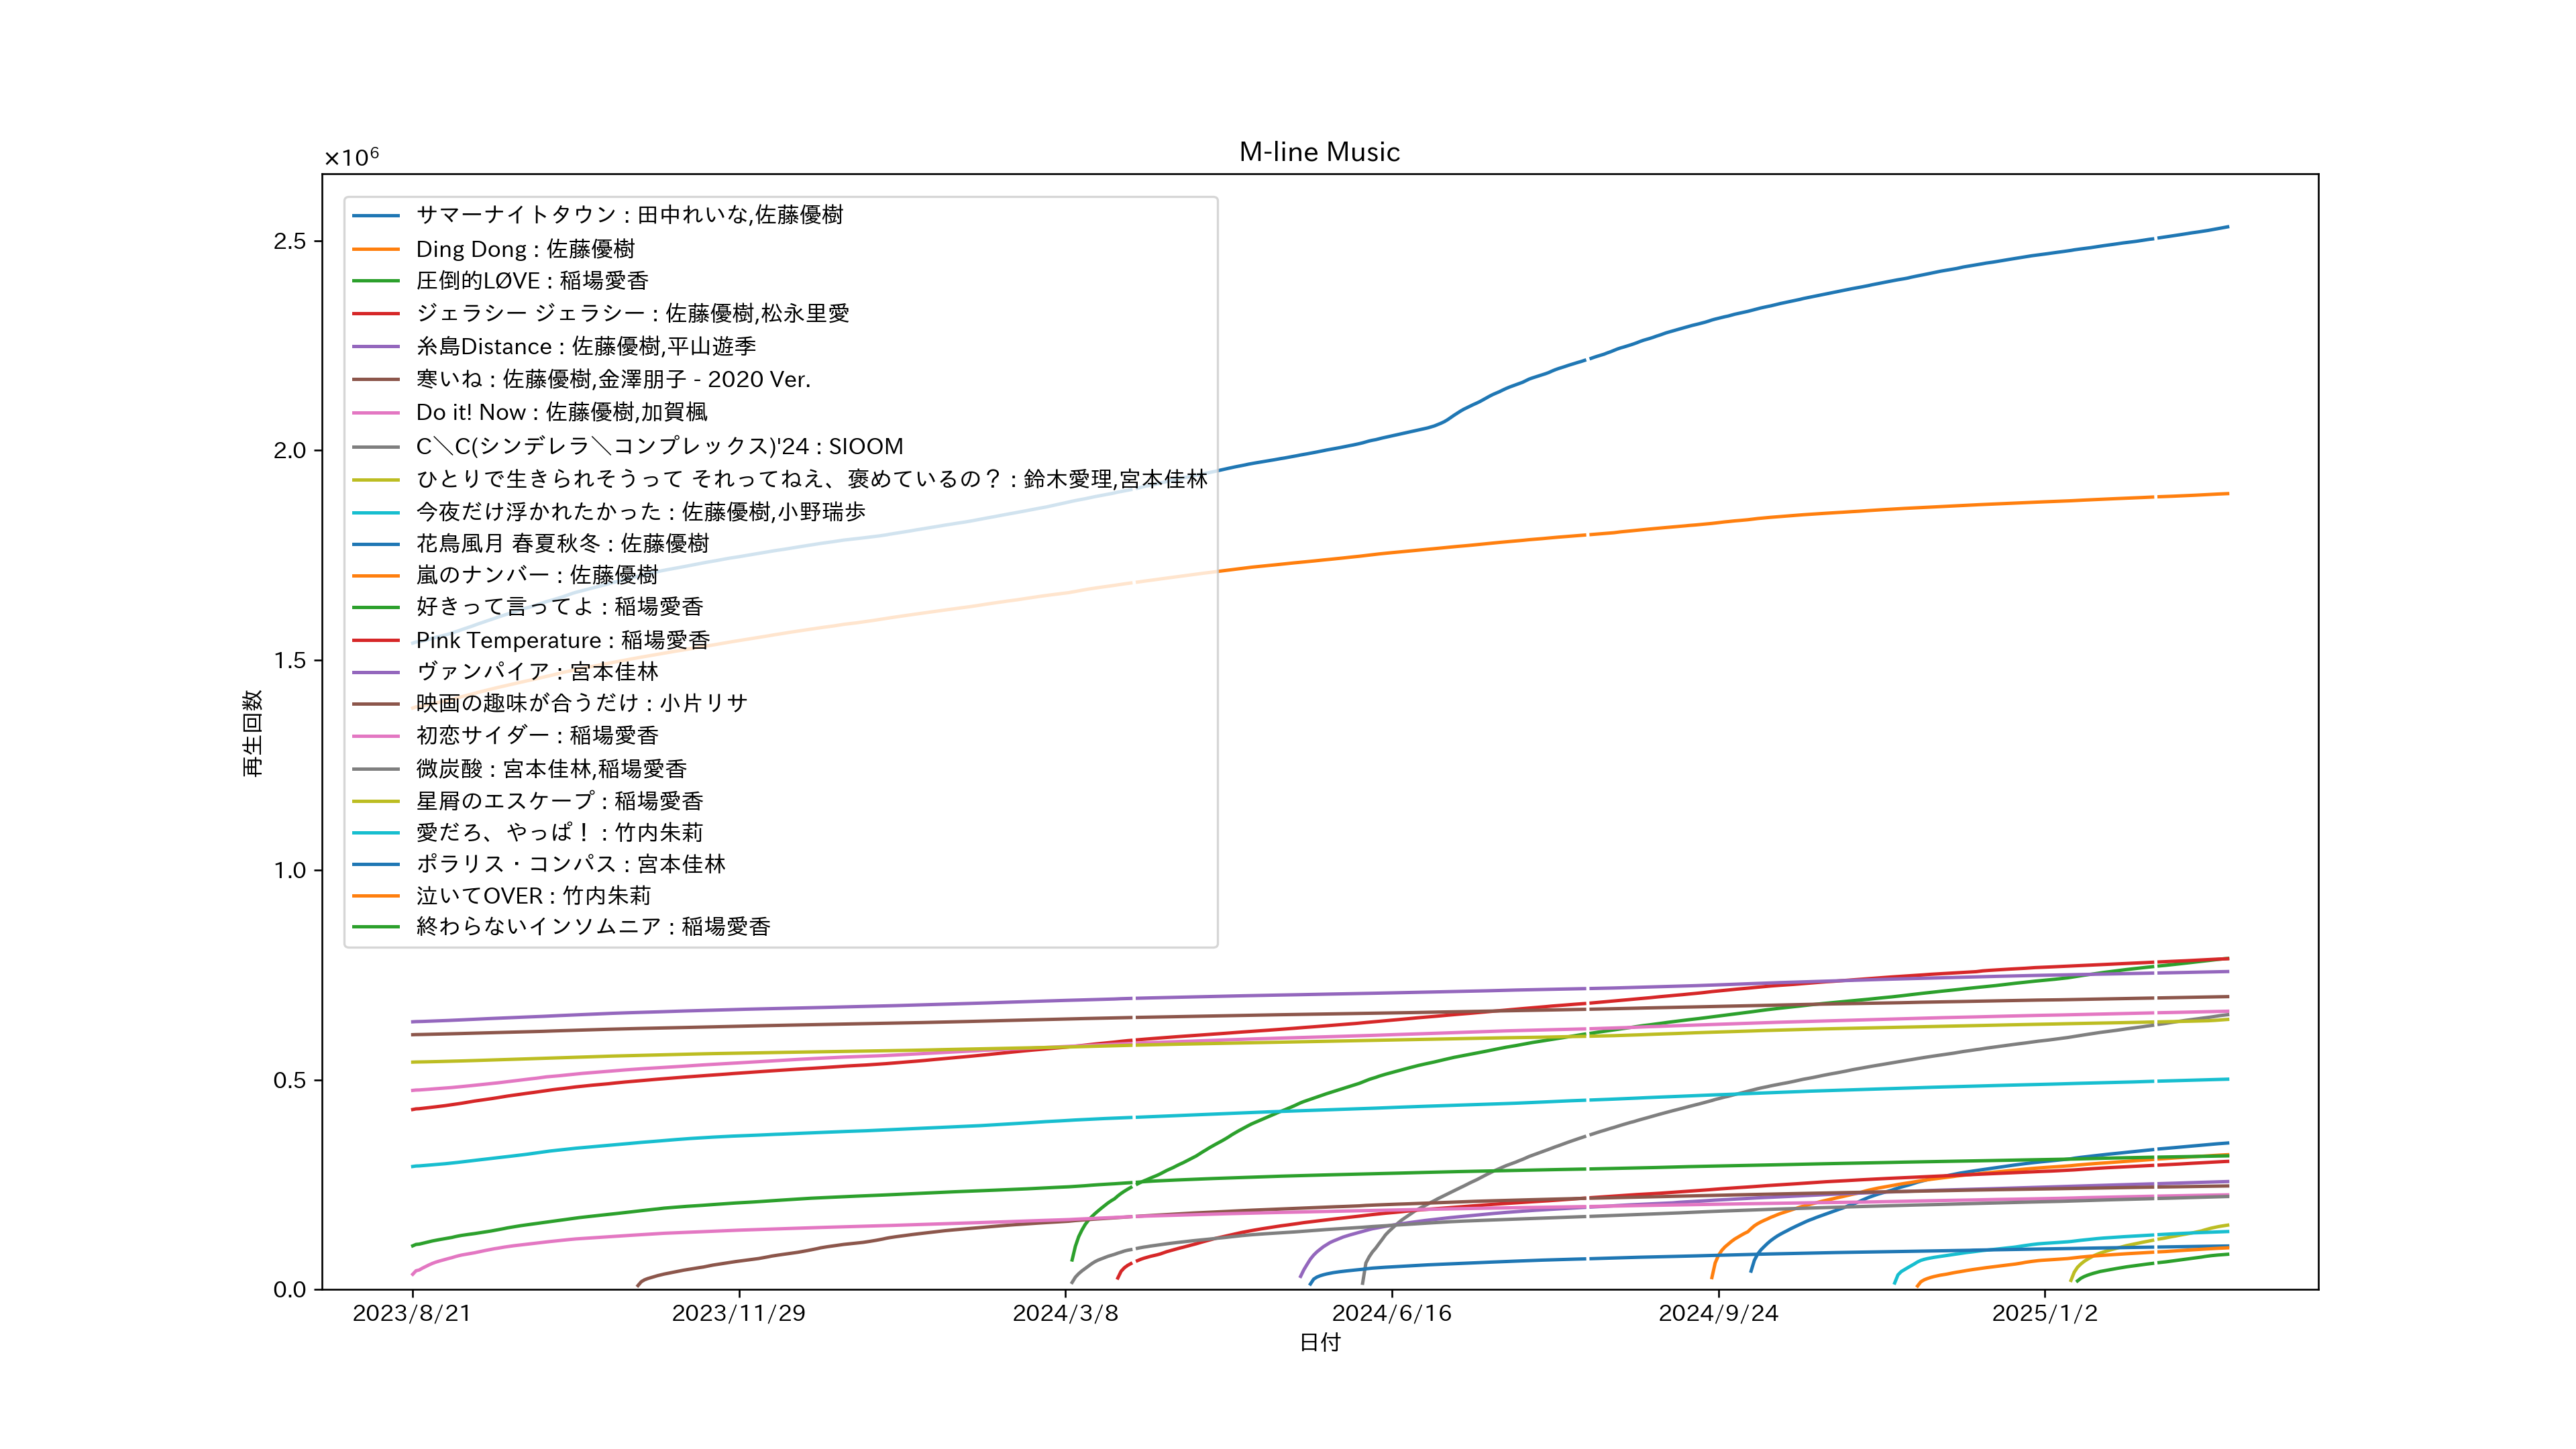 M-line Music
×10⁶
2.5
2.0
1.5
1.0
0.5
0.0
再生回数
サマーナイトタウン : 田中れいな,佐藤優樹
Ding Dong : 佐藤優樹
圧倒的LØVE : 稲場愛香
ジェラシー ジェラシー : 佐藤優樹,松永里愛
糸島Distance : 佐藤優樹,平山遊季
寒いね : 佐藤優樹,金澤朋子 - 2020 Ver.
Do it! Now : 佐藤優樹,加賀楓
C＼C(シンデレラ＼コンプレックス)'24 : SIOOM
ひとりで生きられそうって それってねえ、褒めているの？ : 鈴木愛理,宮本佳林
今夜だけ浮かれたかった : 佐藤優樹,小野瑞歩
花鳥風月 春夏秋冬 : 佐藤優樹
嵐のナンバー : 佐藤優樹
好きって言ってよ : 稲場愛香
Pink Temperature : 稲場愛香
ヴァンパイア : 宮本佳林
映画の趣味が合うだけ : 小片リサ
初恋サイダー : 稲場愛香
微炭酸 : 宮本佳林,稲場愛香
星屑のエスケープ : 稲場愛香
愛だろ、やっぱ！ : 竹内朱莉
ポラリス・コンパス : 宮本佳林
泣いてOVER : 竹内朱莉
終わらないインソムニア : 稲場愛香
2023/8/21
2023/11/29
2024/3/8
2024/6/16
2024/9/24
2025/1/2
日付